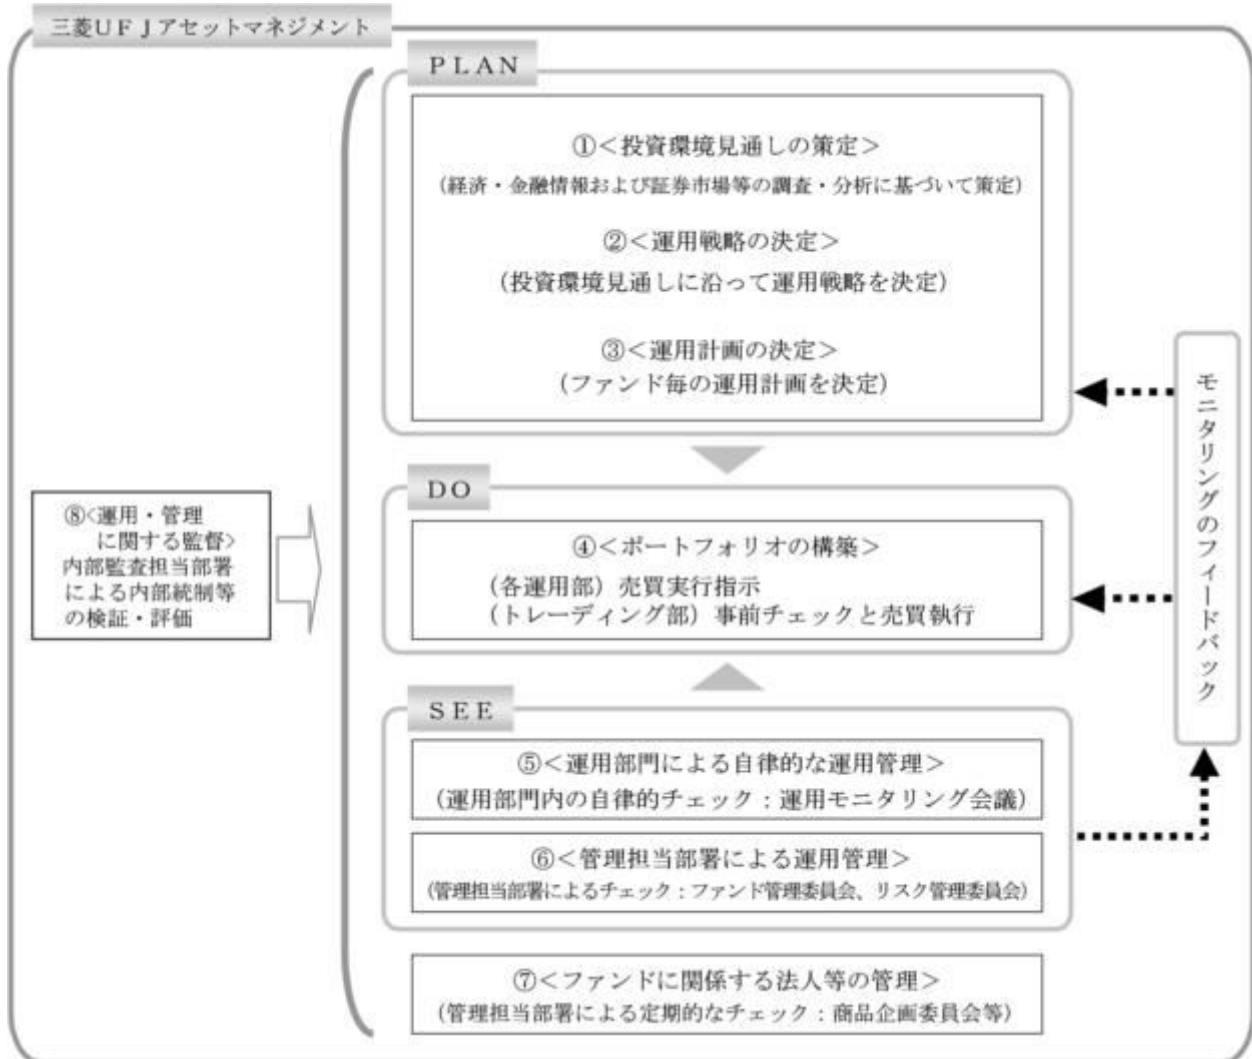 三菱UFJアセットマネジメント
PLAN
①<投資環境見通しの策定>
(経済・金融情報および証券市場等の調査・分析に基づいて策定)
②<運用戦略の決定>
(投資環境見通しに沿って運用戦略を決定)
③<運用計画の決定>
(ファンド毎の運用計画を決定)
DO
④<ポートフォリオの構築>
(各運用部)売買実行指示
(トレーディング部)事前チェックと売買執行
SEE
⑤<運用部門による自律的な運用管理>
(運用部門内の自律的チェック:運用モニタリング会議)
⑥<管理担当部署による運用管理>
(管理担当部署によるチェック:ファンド管理委員会、リスク管理委員会)
⑦<ファンドに関係する法人等の管理>
(管理担当部署による定期的なチェック:商品企画委員会等)
⑧<運用・管理
に関する監督>
内部監査担当部署
による内部統制等
の検証・評価
モニタリングのフィードバック